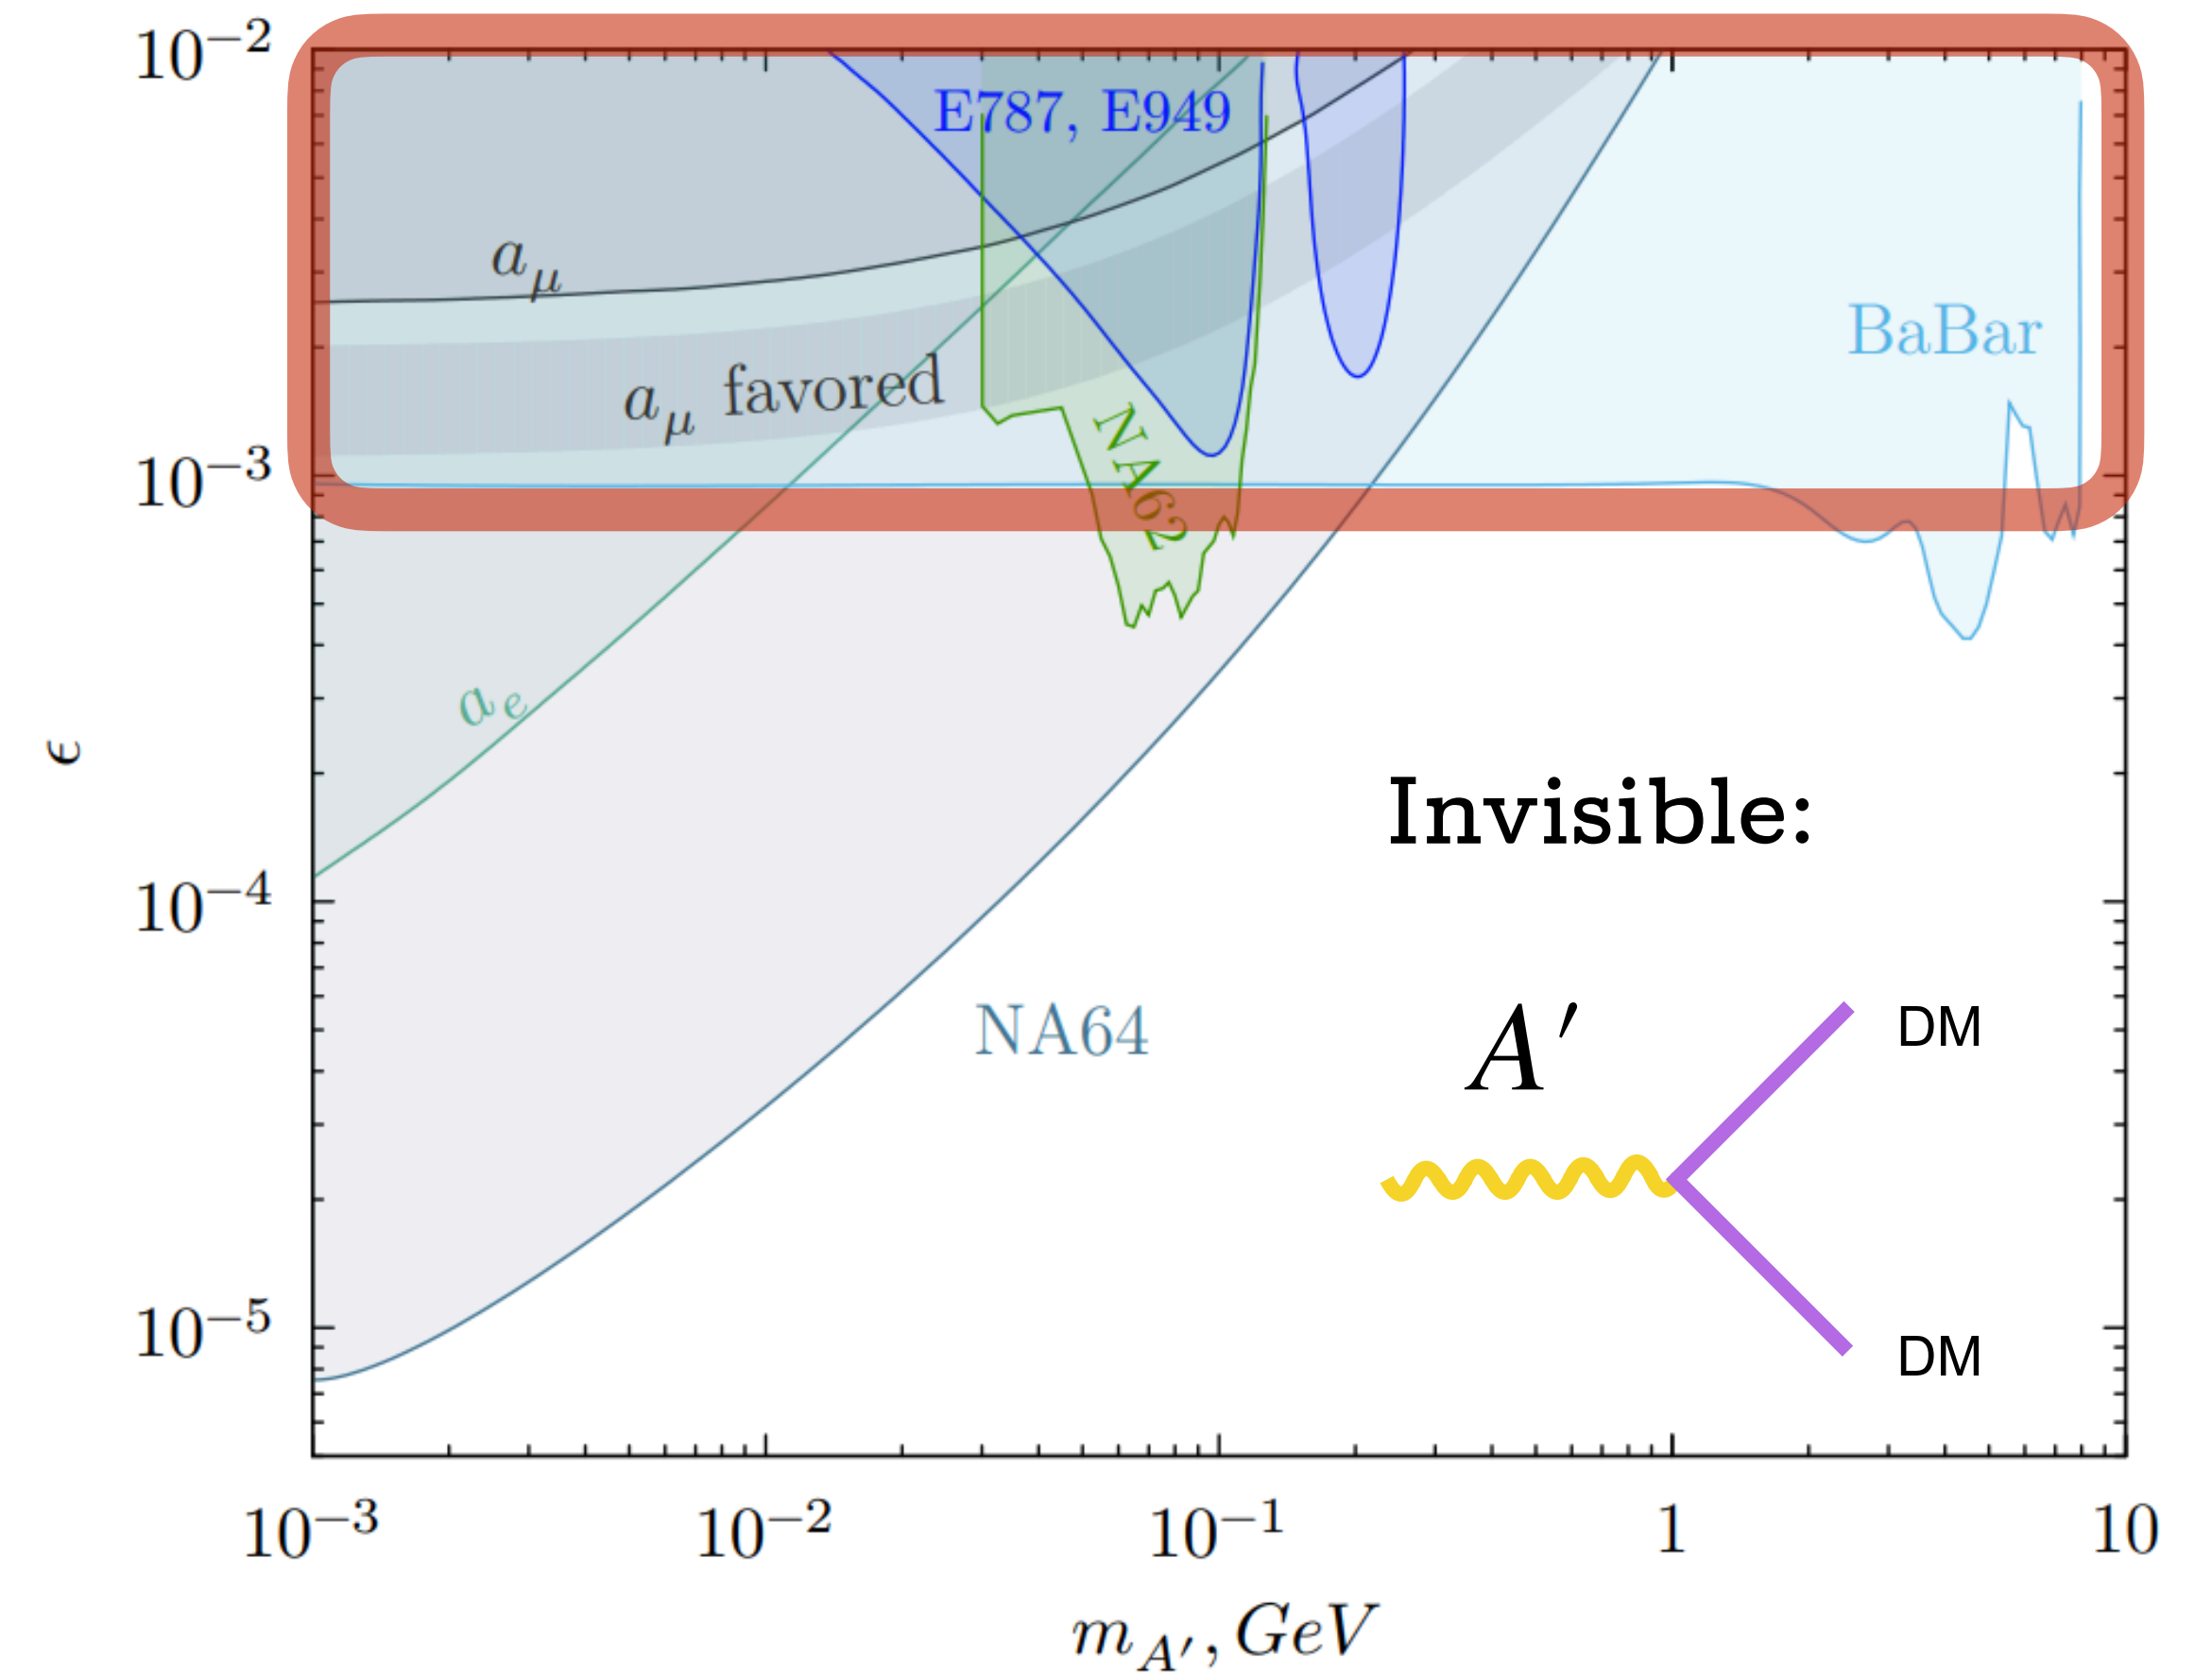 10⁻²
E787, E949
a_μ
BaBar
a_μ favored
NA62
10⁻³
a_e
ϵ
Invisible:
10⁻⁴
NA64
A′
DM
10⁻⁵
DM
10⁻³ 10⁻² 10⁻¹ 1 10
m_A′, GeV